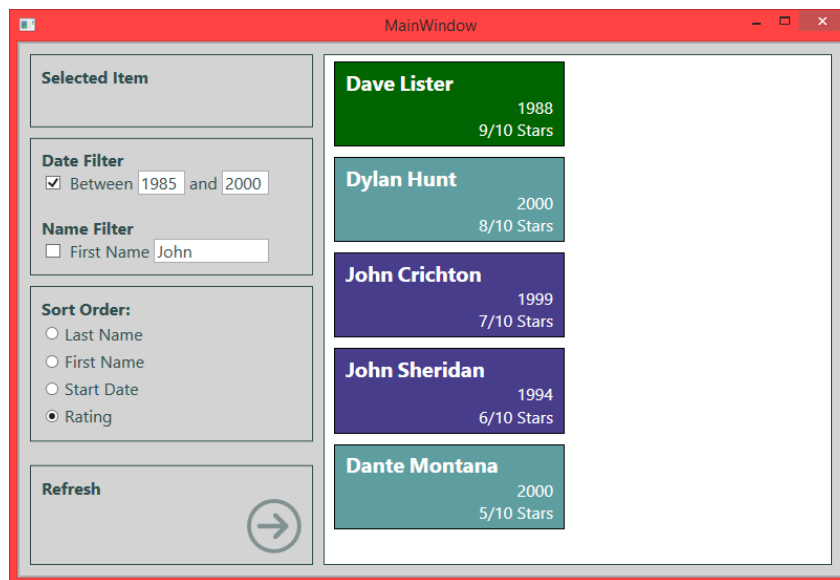 MainWindow
Selected Item
Date Filter
Between 1985 and 2000
Name Filter
First Name John
Sort Order:
Last Name
First Name
Start Date
Rating
Refresh
Dave Lister
1988
9/10 Stars
Dylan Hunt
2000
8/10 Stars
John Crichton
1999
7/10 Stars
John Sheridan
1994
6/10 Stars
Dante Montana
2000
5/10 Stars